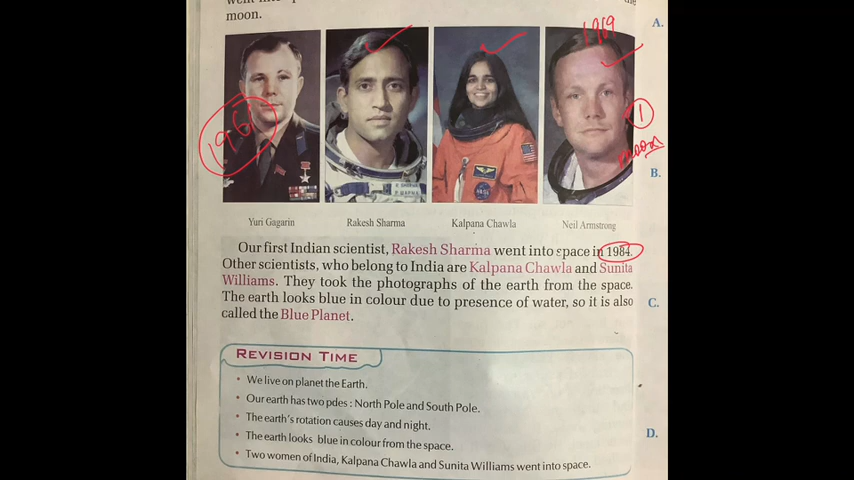 moon.
A.
1969
1961
1
moon
B.
Yuri Gagarin
Rakesh Sharma
Kalpana Chawla
Neil Armstrong
Our first Indian scientist, Rakesh Sharma went into space in 1984.
Other scientists, who belong to India are Kalpana Chawla and Sunita
Williams. They took the photographs of the earth from the space.
The earth looks blue in colour due to presence of water, so it is also
C.
called the Blue Planet.
REVISION TIME
• We live on planet the Earth.
• Our earth has two pdes : North Pole and South Pole.
• The earth's rotation causes day and night.
D.
• The earth looks blue in colour from the space.
• Two women of India, Kalpana Chawla and Sunita Williams went into space.